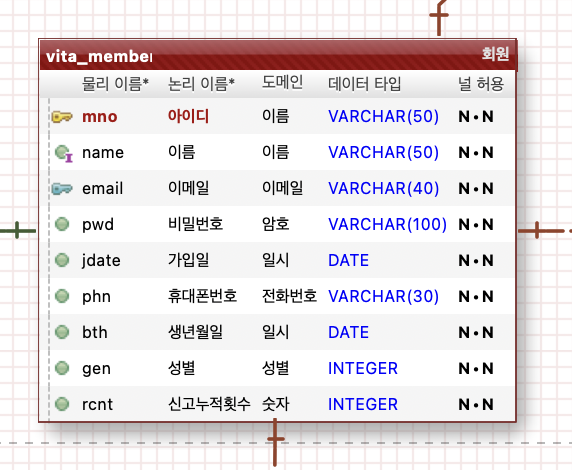 vita_member 회원
물리 이름* 논리 이름* 도메인 데이터 타입 널 허용
mno 아이디 이름 VARCHAR(50) N•N
name 이름 이름 VARCHAR(50) N•N
email 이메일 이메일 VARCHAR(40) N•N
pwd 비밀번호 암호 VARCHAR(100) N•N
jdate 가입일 일시 DATE N•N
phn 휴대폰번호 전화번호 VARCHAR(30) N•N
bth 생년월일 일시 DATE N•N
gen 성별 성별 INTEGER N•N
rcnt 신고누적횟수 숫자 INTEGER N•N